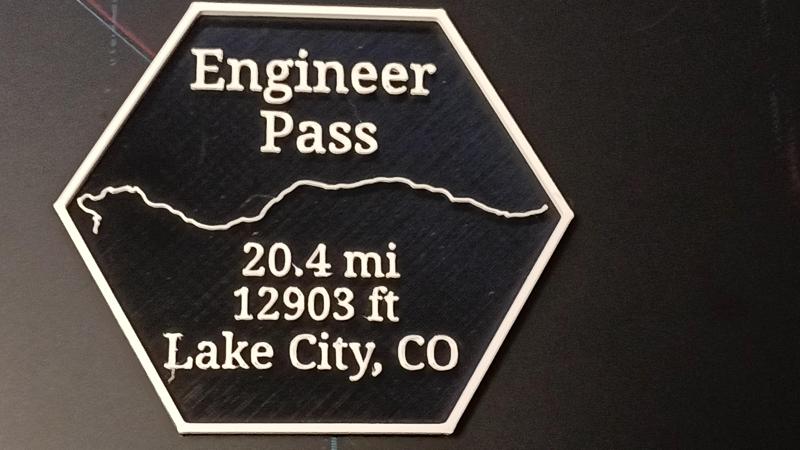 Engineer
Pass
20.4 mi
12903 ft
Lake City, CO